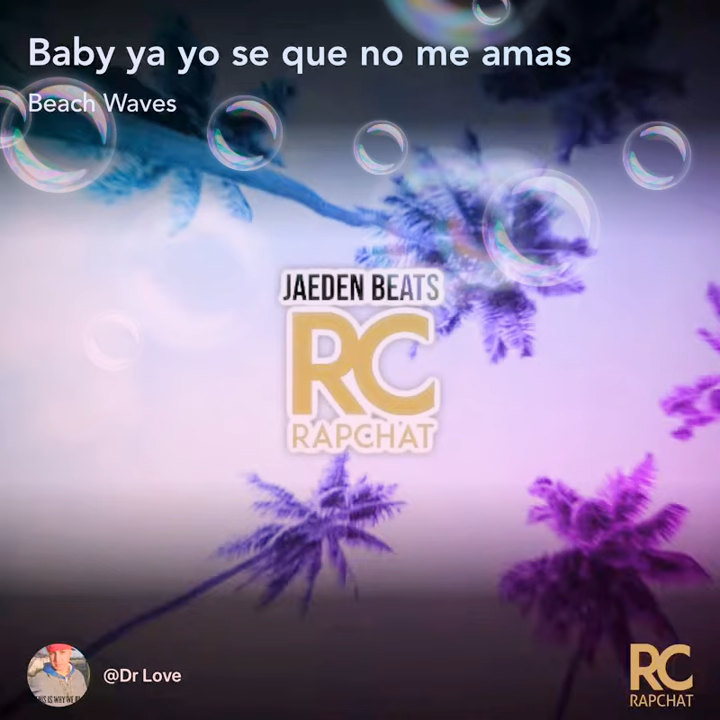 Baby ya yo se que no me amas
Beach Waves
JAEDEN BEATS
RC
RAPCHAT
@Dr Love
RC
RAPCHAT